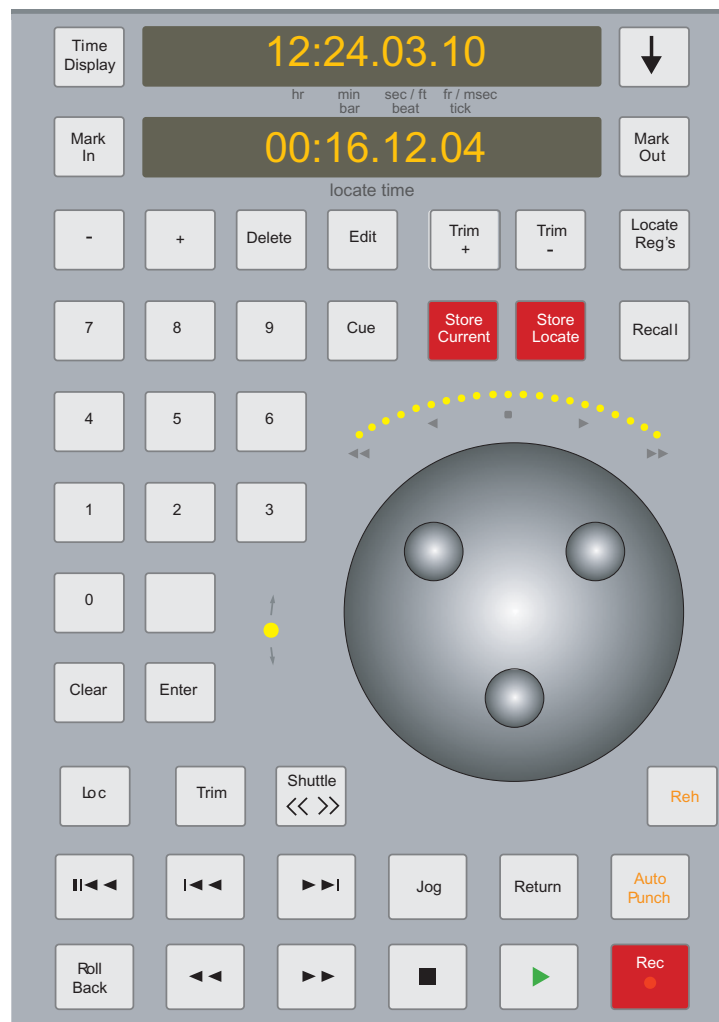 Time
Display
12:24.03.10
hr min sec / ft fr / msec
bar beat tick
Mark
In
00:16.12.04
Mark
Out
locate time
- + Delete Edit Trim
+ Trim
- Locate
Reg's
7 8 9 Cue Store
Current Store
Locate Recall
4 5 6
1 2 3
0
Clear Enter
Loc Trim Shuttle Reh
Jog Return Auto
Punch
Roll
Back Rec